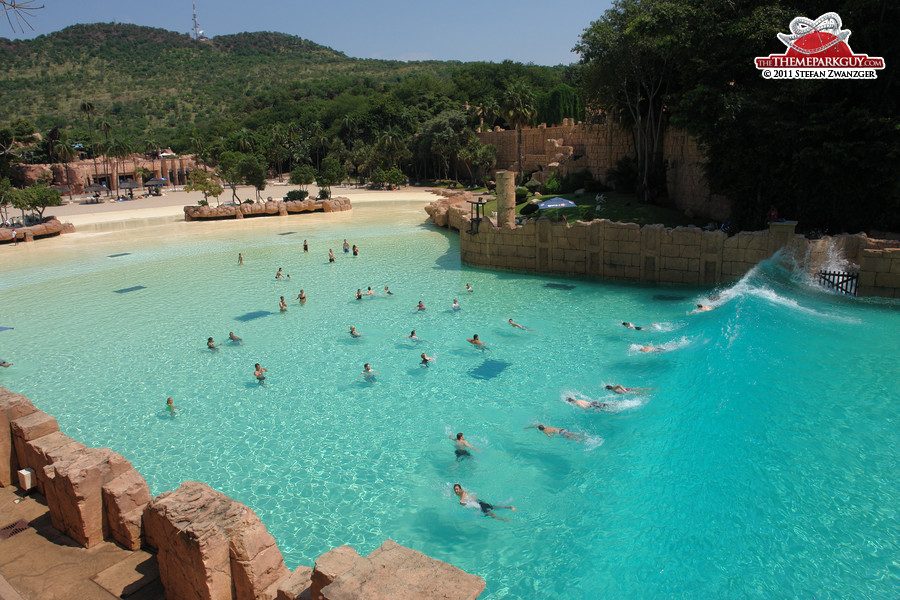 THETHEMEPARKGUY.COM
© 2011 STEFAN ZWANZGER